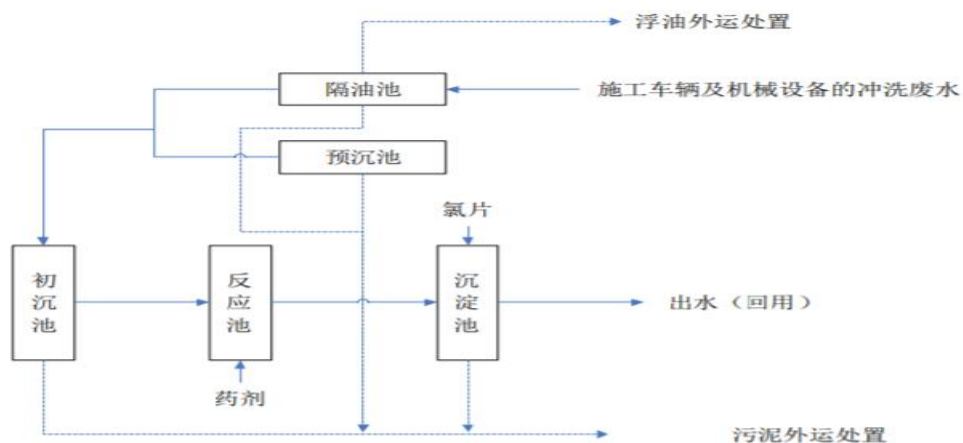 浮油外运处置
隔油池
施工车辆及机械设备的冲洗废水
预沉池
氯片
初沉池
反应池
沉淀池
出水（回用）
药剂
污泥外运处置